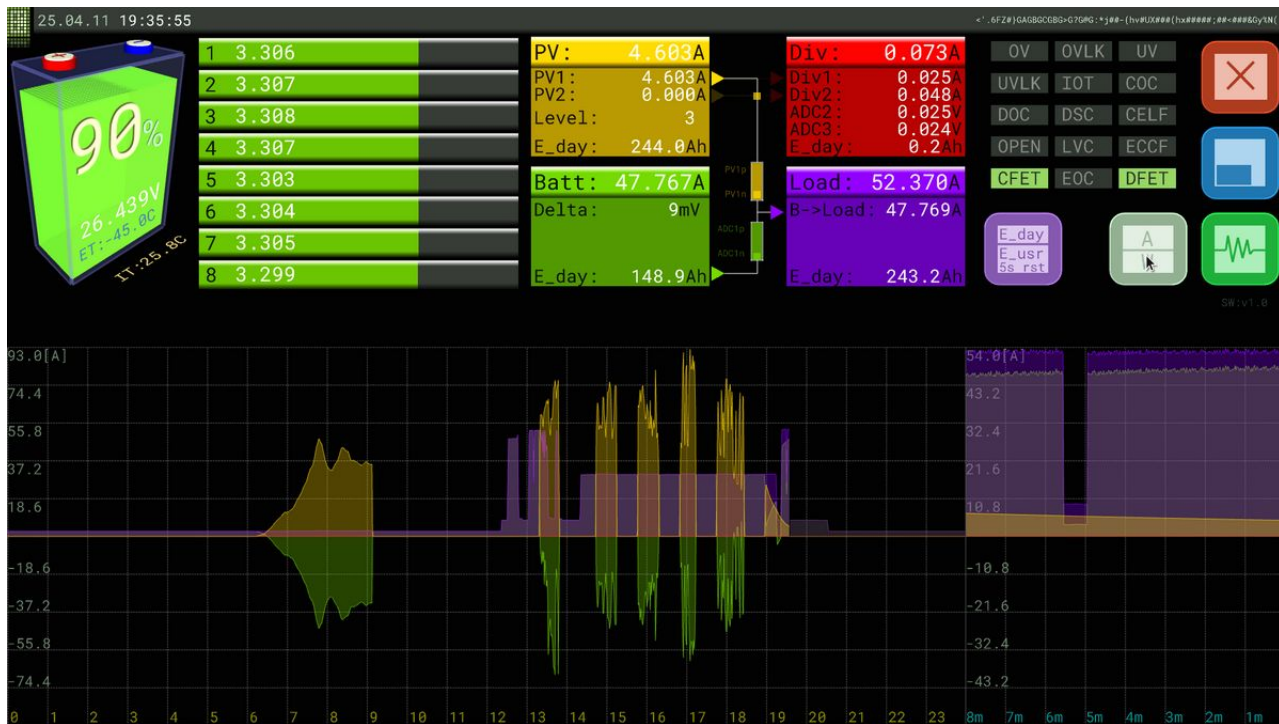 25.04.11 19:35:55
90%
26.439V
ET:-45.0C
IT:25.8C
1 3.306
2 3.307
3 3.308
4 3.307
5 3.303
6 3.304
7 3.305
8 3.299
PV: 4.603A
PV1: 4.603A
PV2: 0.000A
Level: 3
E_day: 244.0Ah
Batt: 47.767A
Delta: 9mV
E_day: 148.9Ah
PV1p
PV1n
ADC1p
ADC1n
Div: 0.073A
Div1: 0.025A
Div2: 0.048A
ADC2: 0.025V
ADC3: 0.024V
E_day: 0.2Ah
Load: 52.370A
B->Load: 47.769A
E_day: 243.2Ah
OV OVLK UV
UVLK IOT COC
DOC DSC CELF
OPEN LVC ECCF
CFET EOC DFET
E_day
E_usr
5s rst
A
SW:v1.0
93.0[A]
74.4
55.8
37.2
18.6
-18.6
-37.2
-55.8
-74.4
0 1 2 3 4 5 6 7 8 9 10 11 12 13 14 15 16 17 18 19 20 21 22 23
54.0[A]
43.2
32.4
21.6
10.8
-10.8
-21.6
-32.4
-43.2
8m 7m 6m 5m 4m 3m 2m 1m